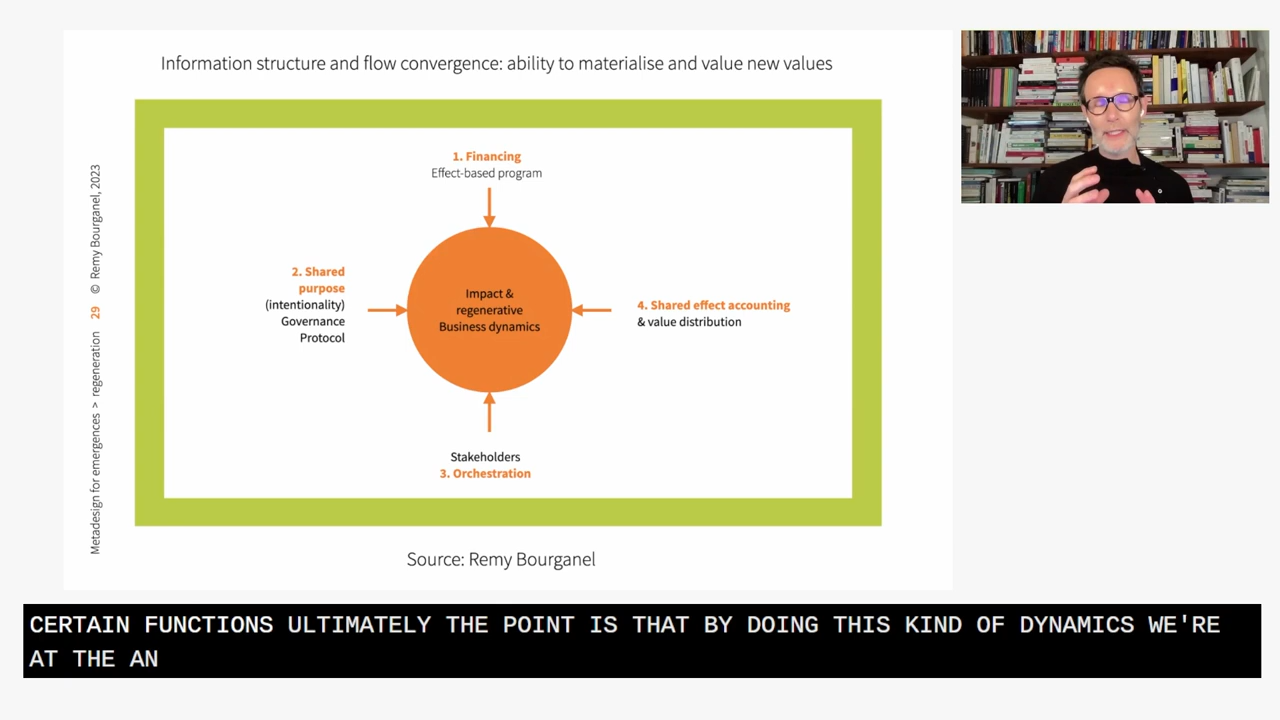 Information structure and flow convergence: ability to materialise and value new values
1. Financing
Effect-based program
2. Shared
purpose
(intentionality)
Governance
Protocol
Impact &
regenerative
Business dynamics
4. Shared effect accounting
& value distribution
Stakeholders
3. Orchestration
Metadesign for emergences > regeneration 29 © Remy Bourganel, 2023
Source: Remy Bourganel
CERTAIN FUNCTIONS ULTIMATELY THE POINT IS THAT BY DOING THIS KIND OF DYNAMICS WE'RE
AT THE AN